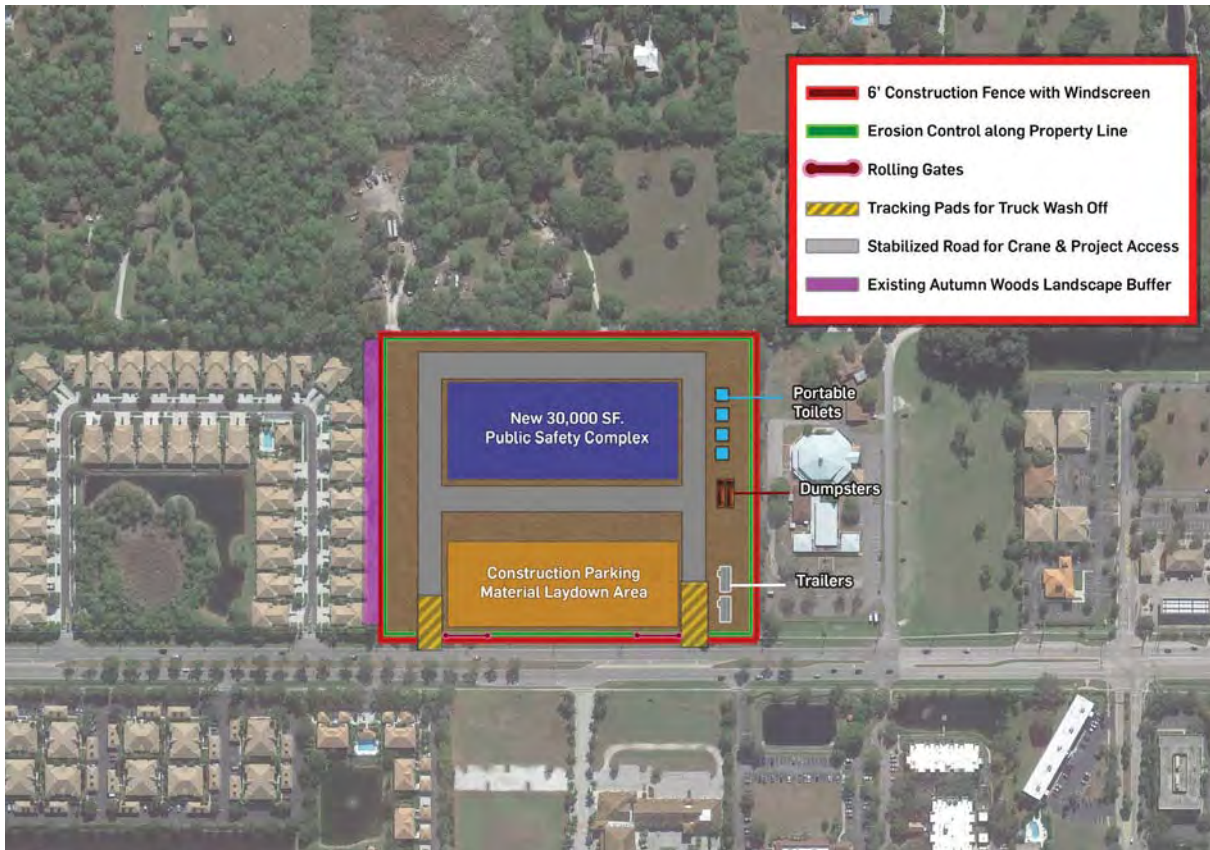 6' Construction Fence with Windscreen
Erosion Control along Property Line
Rolling Gates
Tracking Pads for Truck Wash Off
Stabilized Road for Crane & Project Access
Existing Autumn Woods Landscape Buffer
New 30,000 SF.
Public Safety Complex
Portable
Toilets
Dumpsters
Construction Parking
Material Laydown Area
Trailers